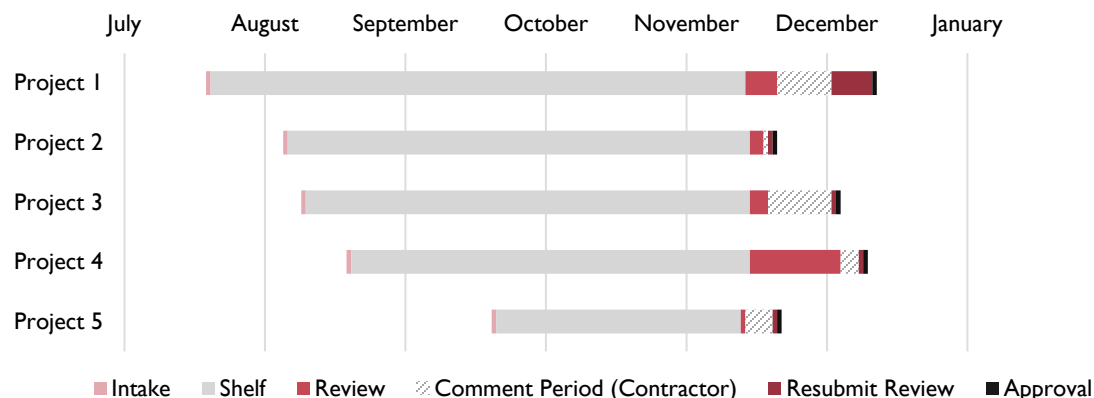 July August September October November December January
Project 1
Project 2
Project 3
Project 4
Project 5
Intake Shelf Review Comment Period (Contractor) Resubmit Review Approval